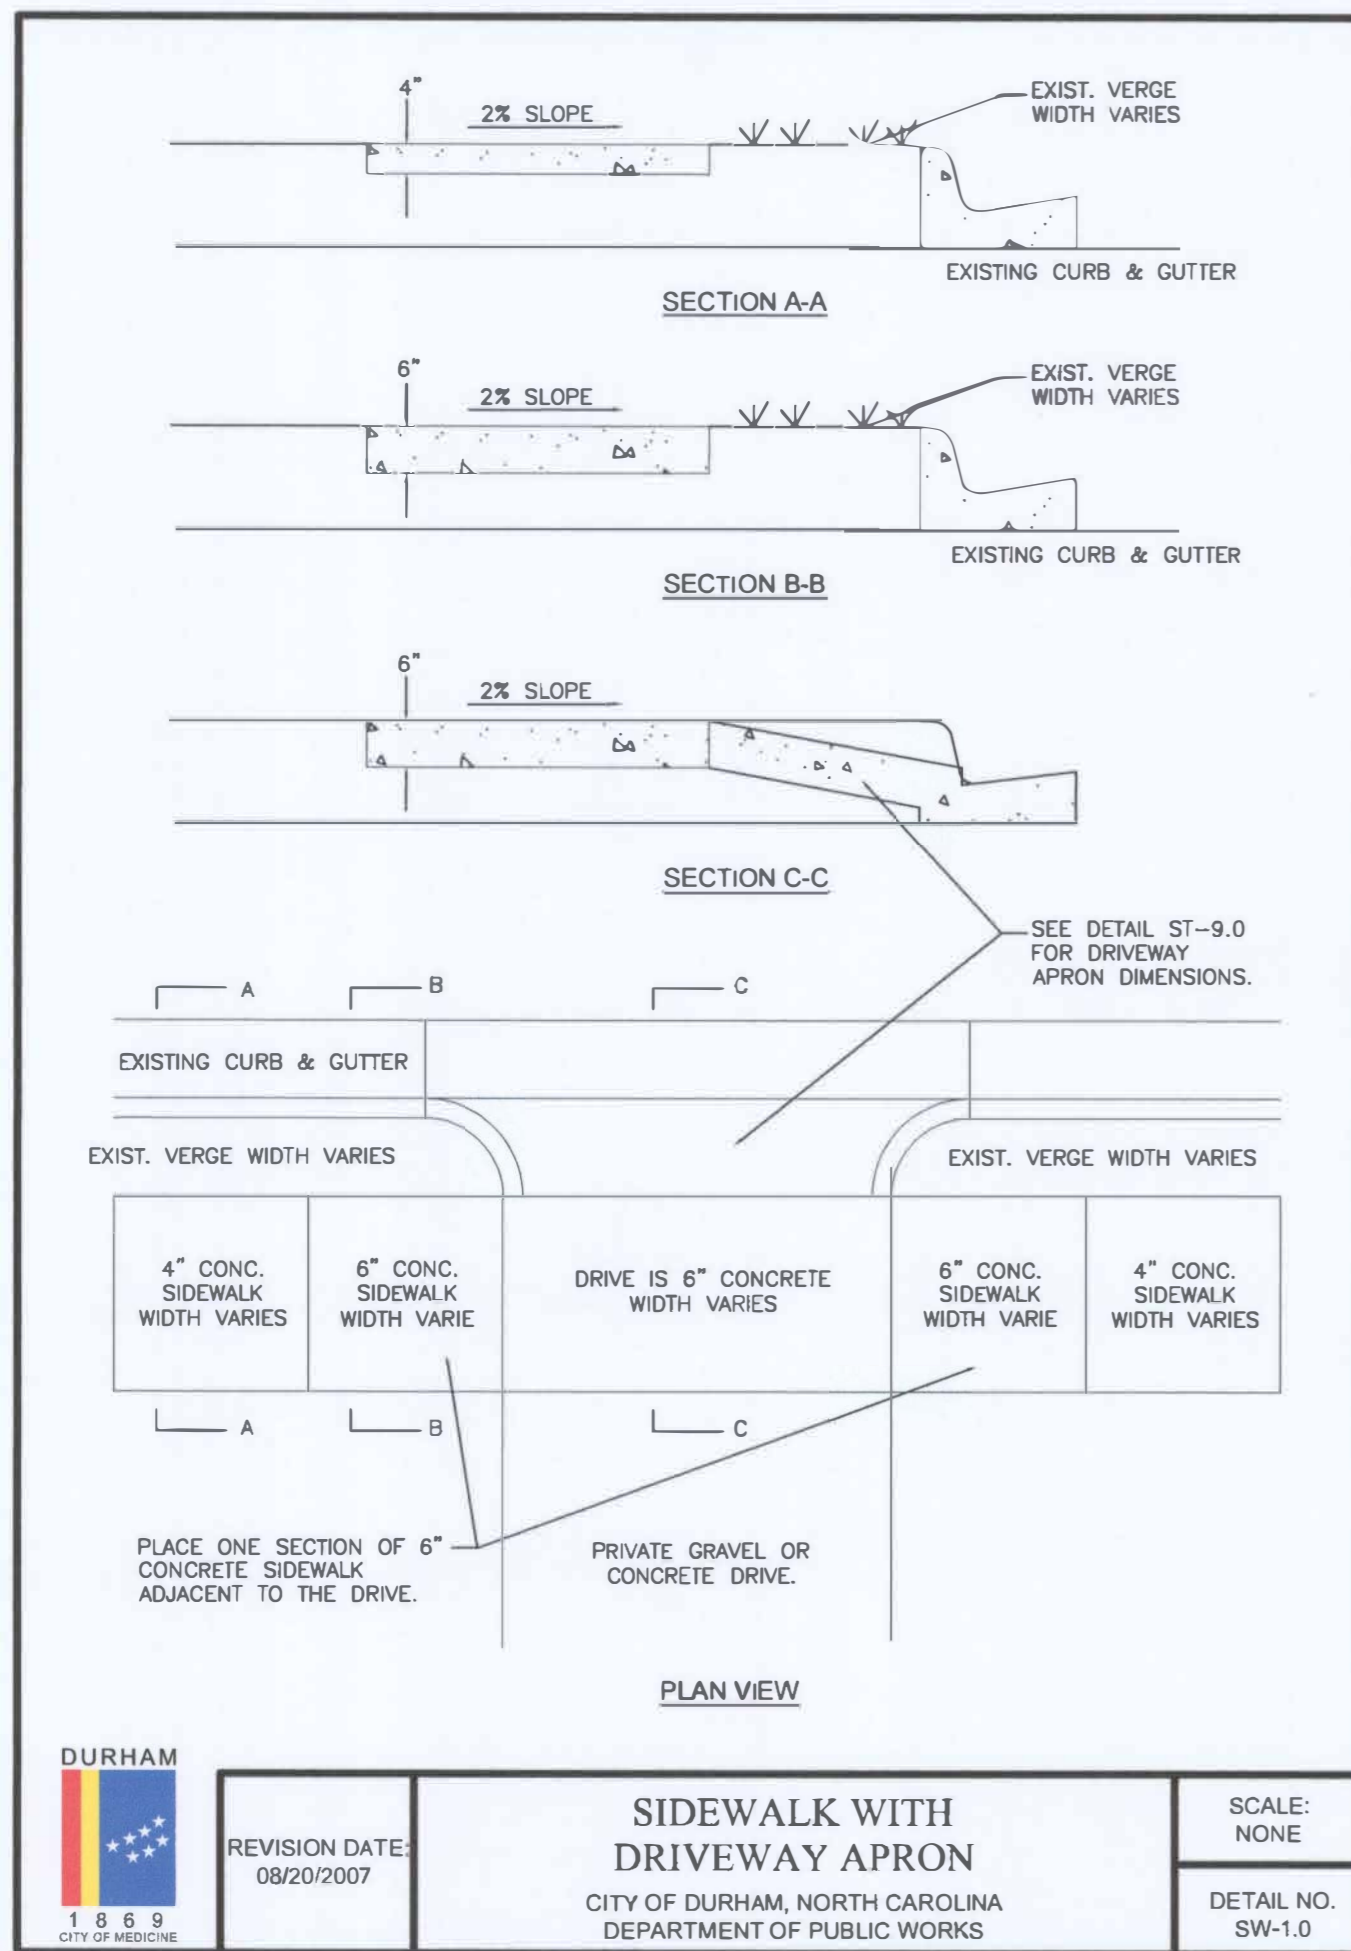 4"
2% SLOPE
EXIST. VERGE
WIDTH VARIES
EXISTING CURB & GUTTER
SECTION A-A
6"
2% SLOPE
EXIST. VERGE
WIDTH VARIES
EXISTING CURB & GUTTER
SECTION B-B
6"
2% SLOPE
SECTION C-C
SEE DETAIL ST-9.0
FOR DRIVEWAY
APRON DIMENSIONS.
A
B
C
EXISTING CURB & GUTTER
EXIST. VERGE WIDTH VARIES
EXIST. VERGE WIDTH VARIES
4" CONC.
SIDEWALK
WIDTH VARIES
6" CONC.
SIDEWALK
WIDTH VARIE
DRIVE IS 6" CONCRETE
WIDTH VARIES
6" CONC.
SIDEWALK
WIDTH VARIE
4" CONC.
SIDEWALK
WIDTH VARIES
A
B
C
PLACE ONE SECTION OF 6"
CONCRETE SIDEWALK
ADJACENT TO THE DRIVE.
PRIVATE GRAVEL OR
CONCRETE DRIVE.
PLAN VIEW
DURHAM
1869
CITY OF MEDICINE
REVISION DATE:
08/20/2007
SIDEWALK WITH
DRIVEWAY APRON
CITY OF DURHAM, NORTH CAROLINA
DEPARTMENT OF PUBLIC WORKS
SCALE:
NONE
DETAIL NO.
SW-1.0